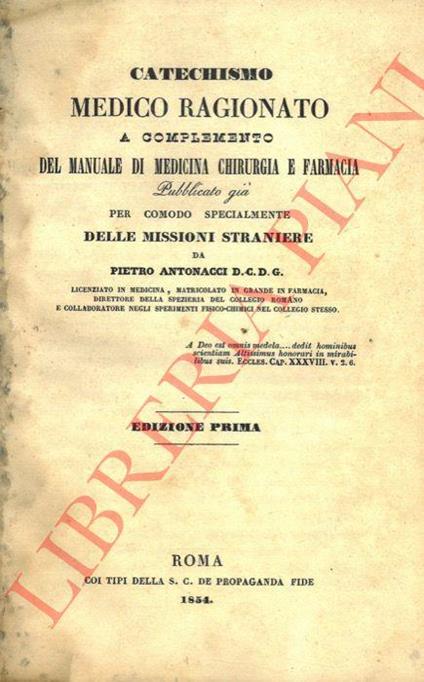 CATECHISMO
MEDICO RAGIONATO
A COMPLEMENTO
DEL MANUALE DI MEDICINA CHIRURGIA E FARMACIA
Pubblicato già
PER COMODO SPECIALMENTE
DELLE MISSIONI STRANIERE
DA
PIETRO ANTONACCI D.C.D.G.
LICENZIATO IN MEDICINA, MATRICOLATO IN GRANDE IN FARMACIA,
DIRETTORE DELLA SPEZIERIA DEL COLLEGIO ROMANO
E COLLABORATORE NEGLI SPERIMENTI FISICO-CHIMICI NEL COLLEGIO STESSO.
A Deo est omnis medela.... dedit hominibus
scientiam Altissimus honorari in mirabi-
libus suis. ECCLES. CAP. XXXVIII. V. 2. 6.
EDIZIONE PRIMA
ROMA
COI TIPI DELLA S. C. DE PROPAGANDA FIDE
1854.
LIBRERIA PIANI